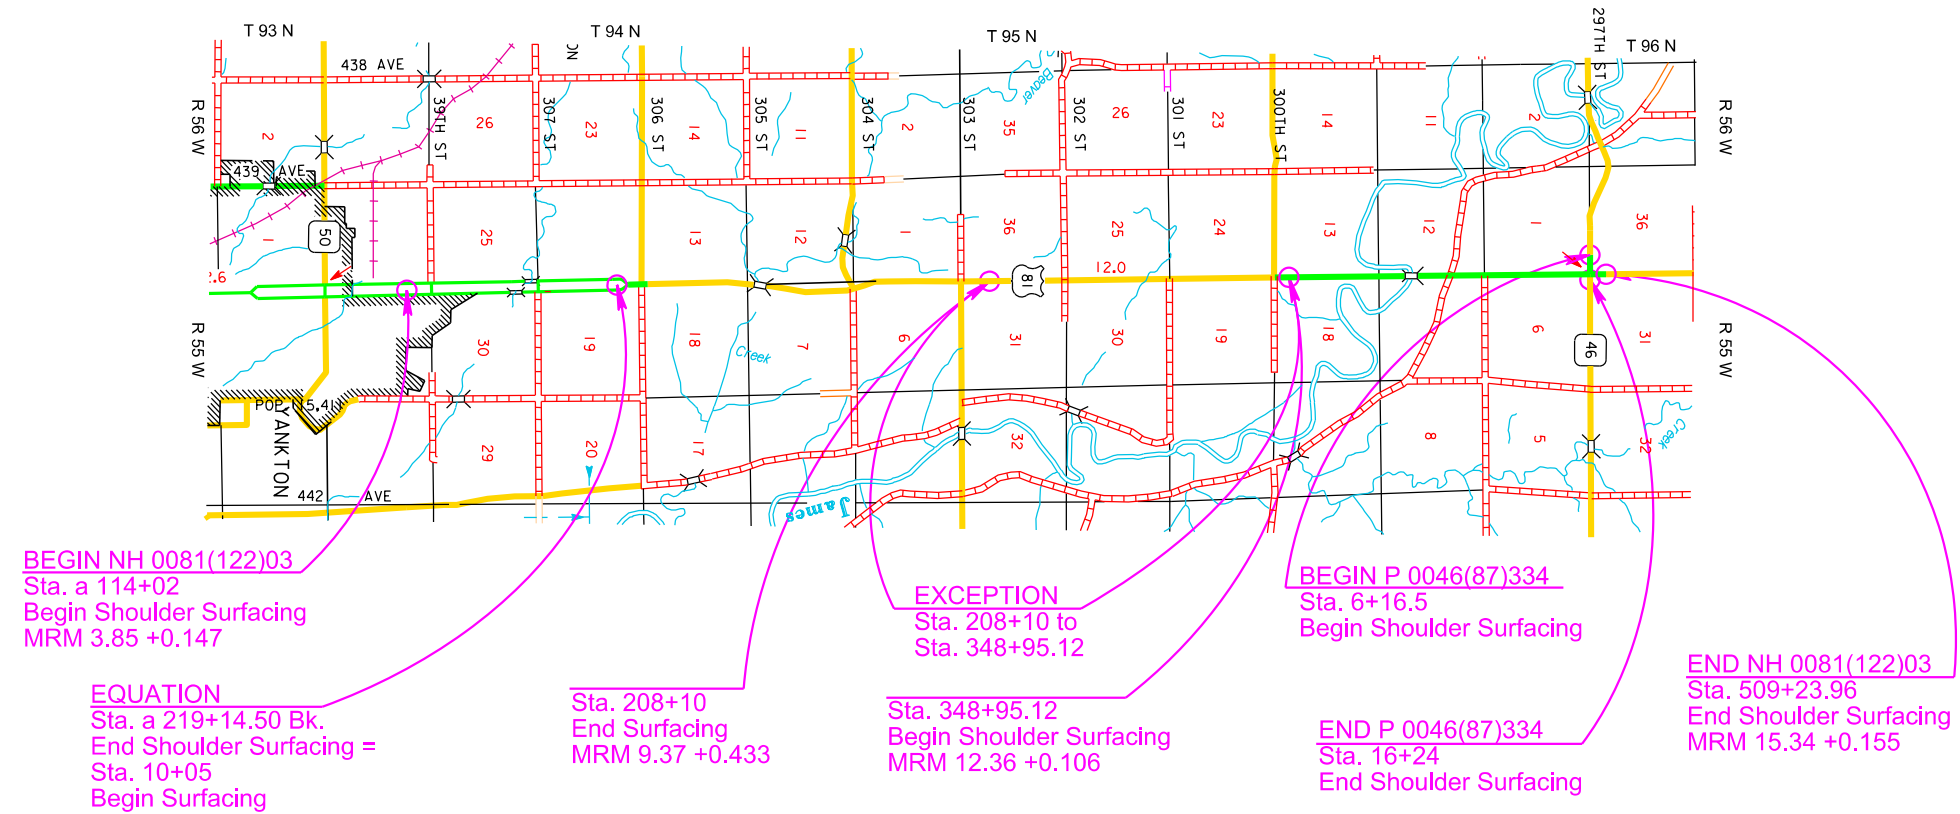 T 93 N
T 94 N
T 95 N
T 96 N
297TH ST
438 AVE
R 56 W
R 56 W
39TH ST
307 ST
306 ST
305 ST
304 ST
303 ST
302 ST
301 ST
300TH ST
Beaver
2
26
23
14
11
2
35
26
23
14
11
2
439 AVE
50
1
25
13
12
1
36
25
24
13
12
1
36
81
12.0
R 55 W
R 55 W
30
19
18
7
6
31
30
19
18
6
31
46
Creek
YANKTON
29
20
17
32
8
5
32
Creek
442 AVE
James
BEGIN NH 0081(122)03
Sta. a 114+02
Begin Shoulder Surfacing
MRM 3.85 +0.147
EQUATION
Sta. a 219+14.50 Bk.
End Shoulder Surfacing =
Sta. 10+05
Begin Surfacing
Sta. 208+10
End Surfacing
MRM 9.37 +0.433
EXCEPTION
Sta. 208+10 to
Sta. 348+95.12
Sta. 348+95.12
Begin Shoulder Surfacing
MRM 12.36 +0.106
BEGIN P 0046(87)334
Sta. 6+16.5
Begin Shoulder Surfacing
END P 0046(87)334
Sta. 16+24
End Shoulder Surfacing
END NH 0081(122)03
Sta. 509+23.96
End Shoulder Surfacing
MRM 15.34 +0.155